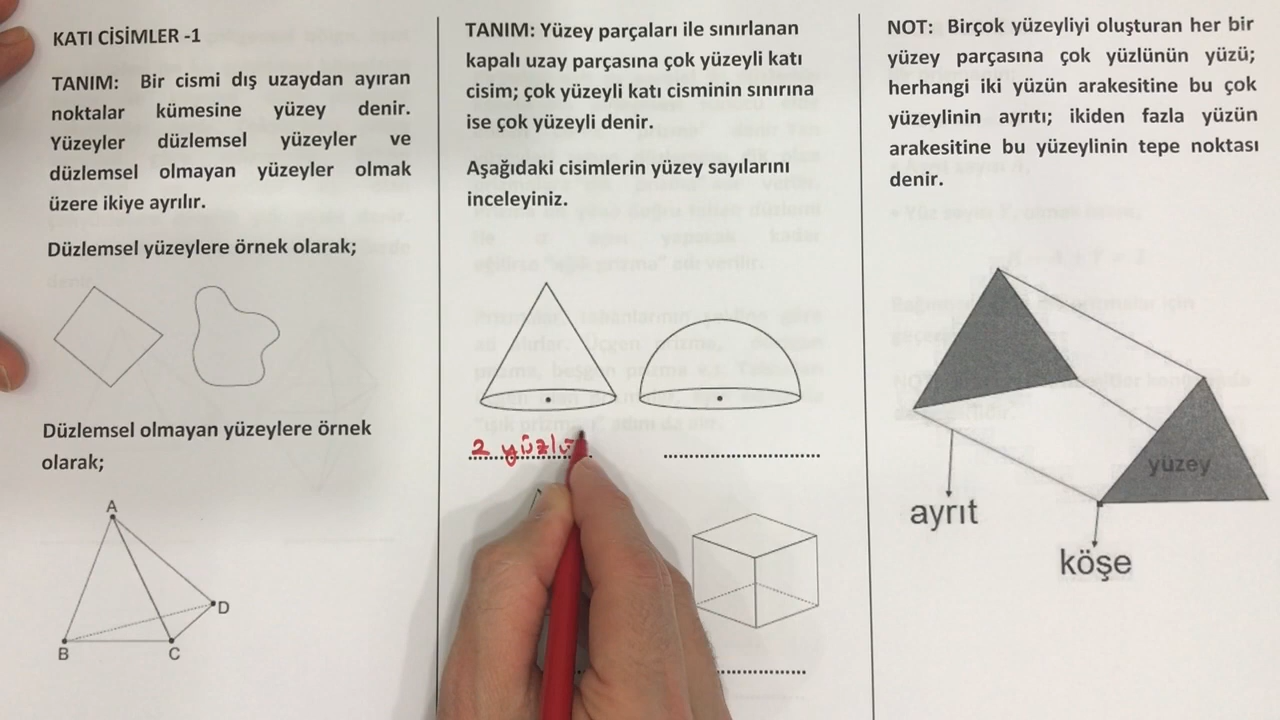 KATI CİSİMLER -1
TANIM: Bir cismi dış uzaydan ayıran
noktalar kümesine yüzey denir.
Yüzeyler düzlemsel yüzeyler ve
düzlemsel olmayan yüzeyler olmak
üzere ikiye ayrılır.
Düzlemsel yüzeylere örnek olarak;
Düzlemsel olmayan yüzeylere örnek
olarak;
A
D
B
C
TANIM: Yüzey parçaları ile sınırlanan
kapalı uzay parçasına çok yüzeyli katı
cisim; çok yüzeyli katı cisminin sınırına
ise çok yüzeyli denir.
Aşağıdaki cisimlerin yüzey sayılarını
inceleyiniz.
2 yüzlü
NOT: Birçok yüzeyliyi oluşturan her bir
yüzey parçasına çok yüzlünün yüzü;
herhangi iki yüzün arakesitine bu çok
yüzeylinin ayrıtı; ikiden fazla yüzün
arakesitine bu yüzeylinin tepe noktası
denir.
yüzey
ayrıt
köşe